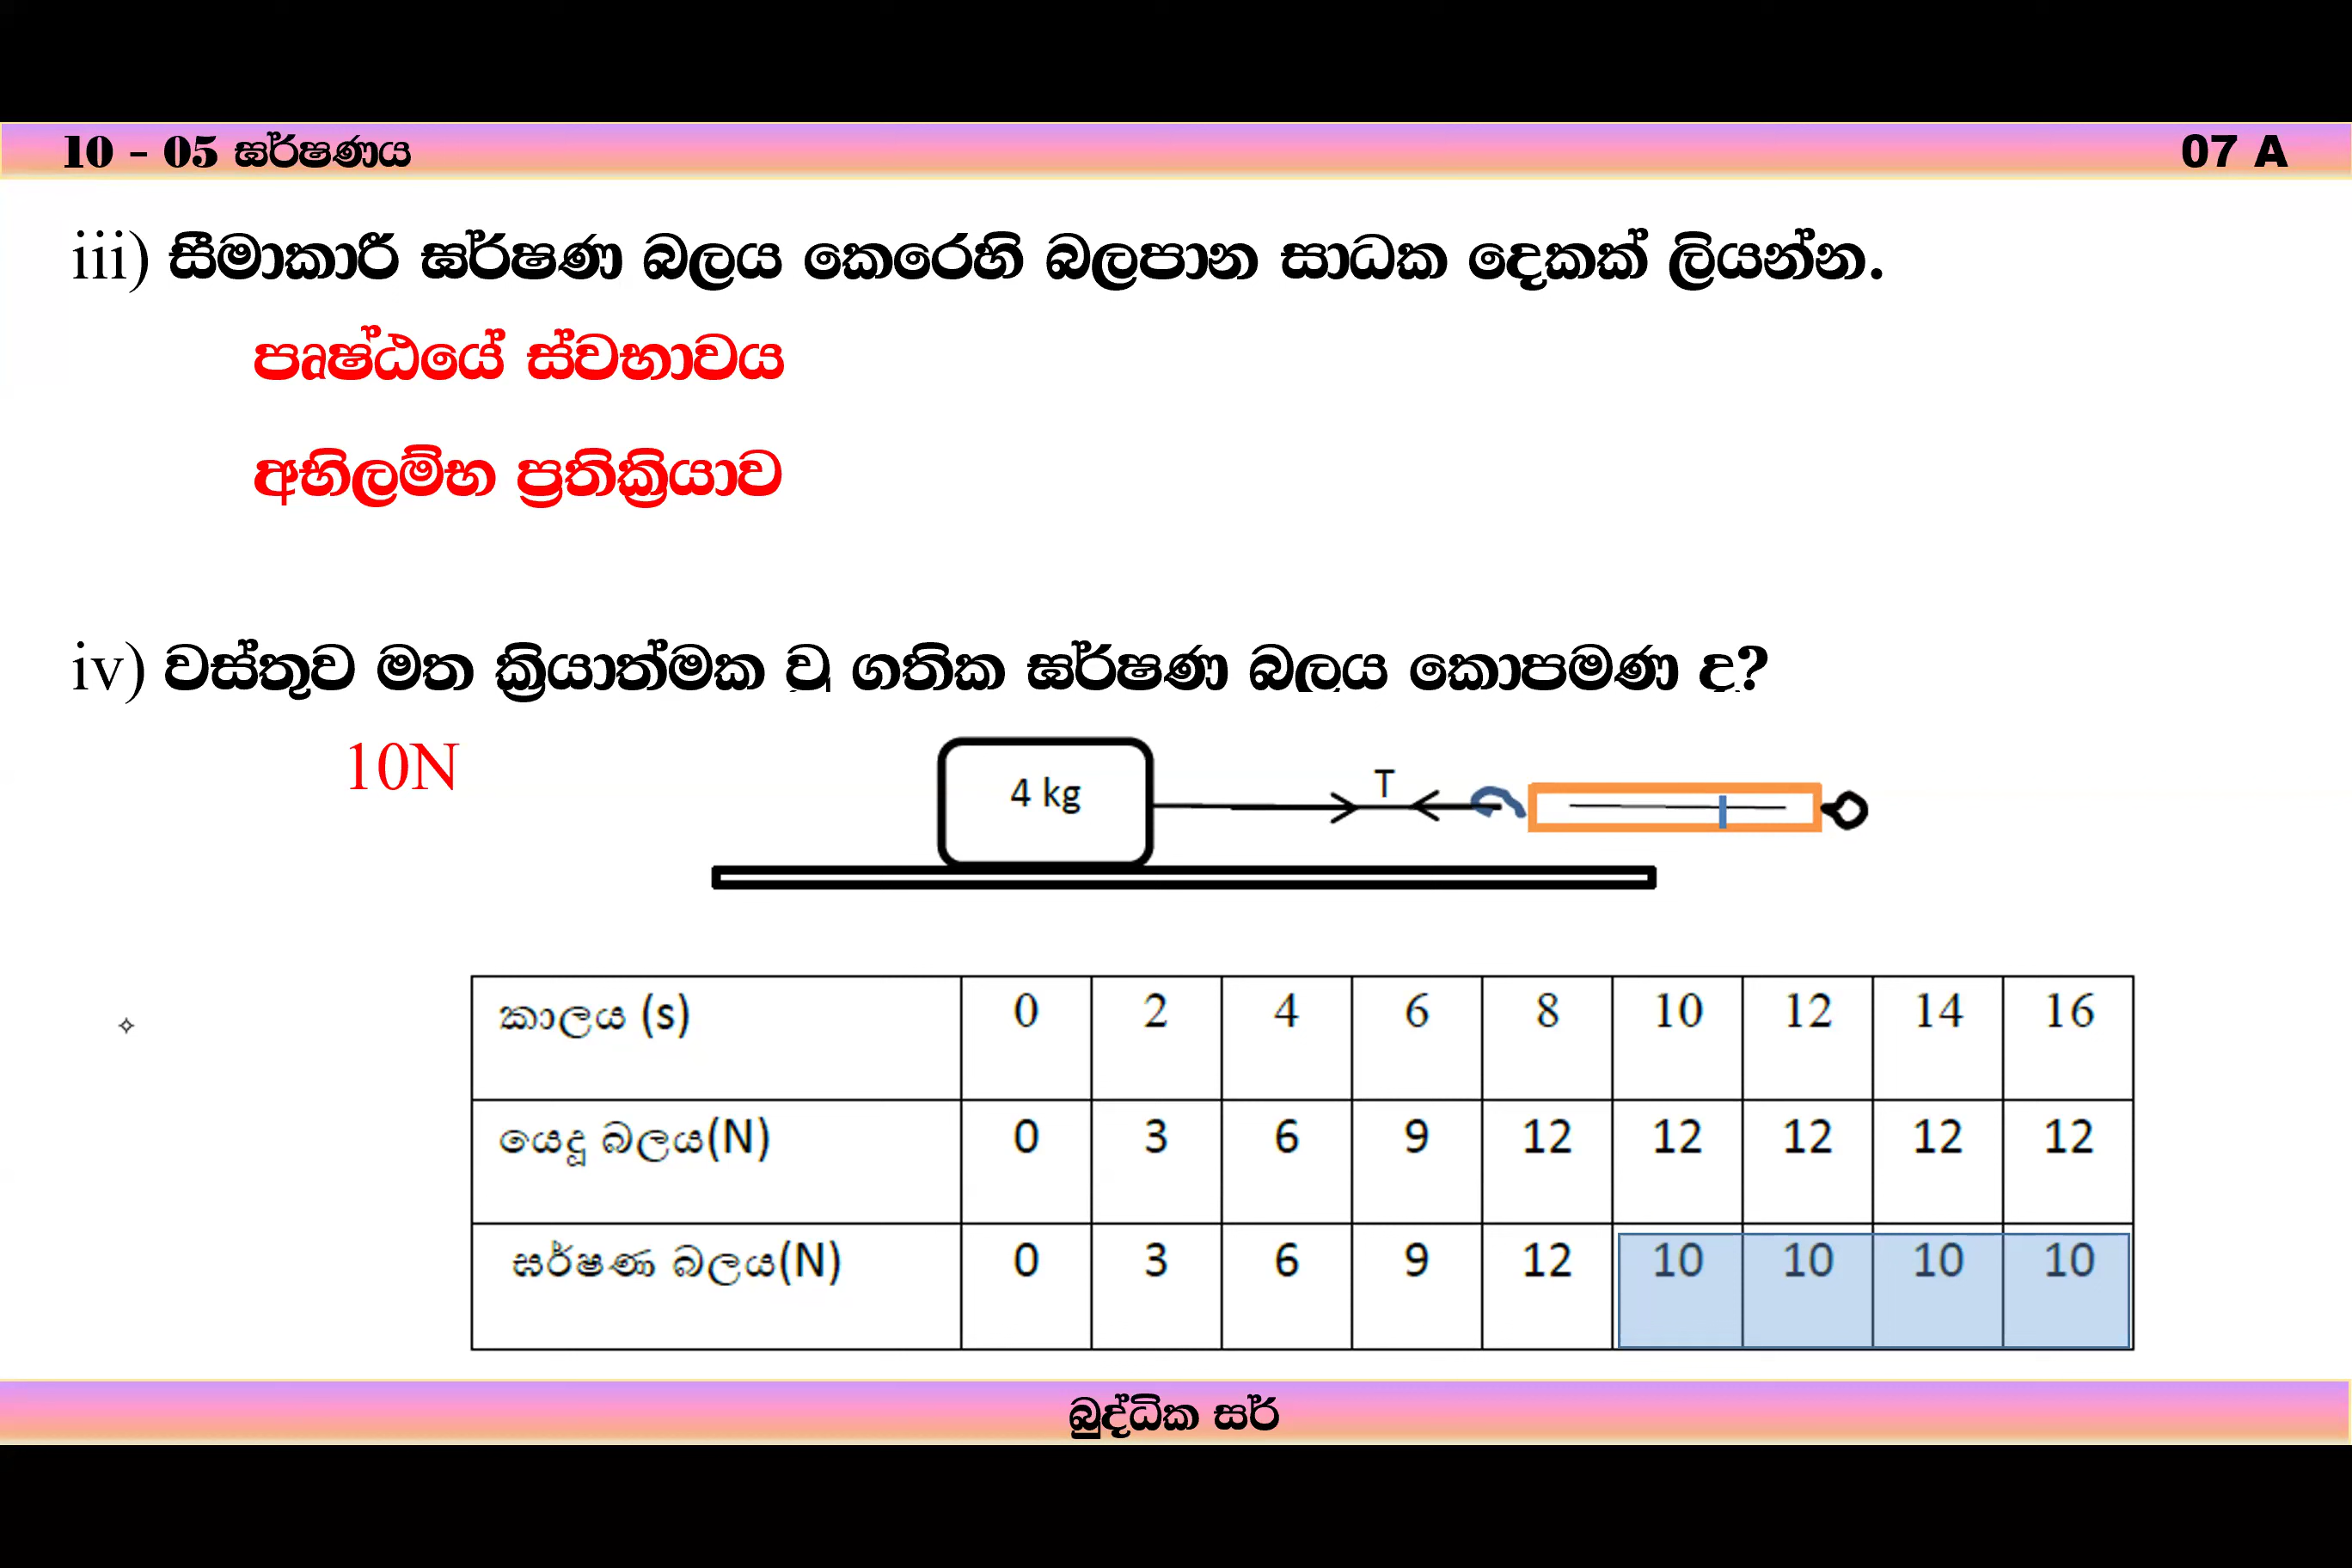 10 - 05 ඝර්ෂණය
07 A
iii) සීමාකාරී ඝර්ෂණ බලය කෙරෙහි බලපාන සාධක දෙකක් ලියන්න.
පෘෂ්ඨයේ ස්වභාවය
අභිලම්භ ප්‍රතික්‍රියාව
iv) වස්තුව මත ක්‍රියාත්මක වූ ගතික ඝර්ෂණ බලය කොපමණ ද?
10N
4 kg
T
කාලය (s) 0 2 4 6 8 10 12 14 16
යෙදූ බලය(N) 0 3 6 9 12 12 12 12 12
ඝර්ෂණ බලය(N) 0 3 6 9 12 10 10 10 10
බුද්ධික සර්